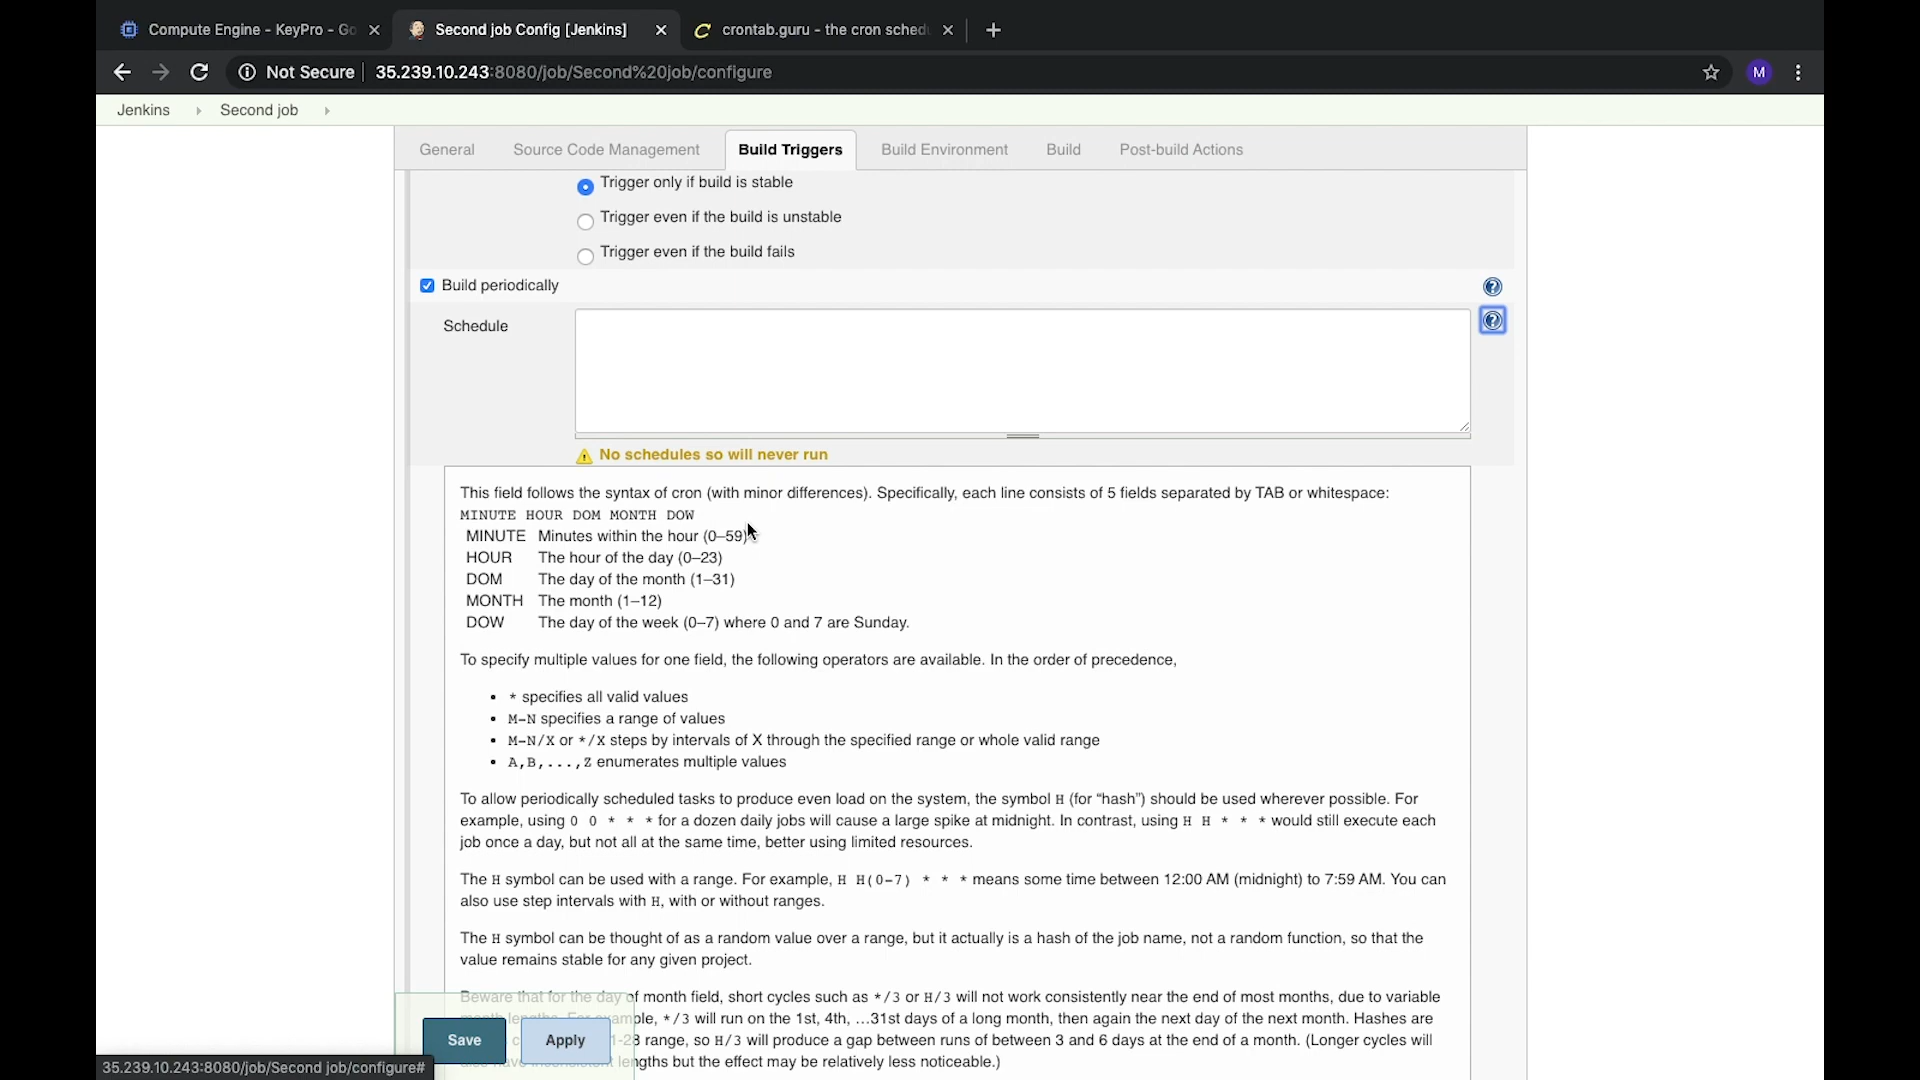 Compute Engine - KeyPro - Go
Second job Config [Jenkins]
crontab.guru - the cron sched
Not Secure
35.239.10.243:8080/job/Second%20job/configure
M
Jenkins
Second job
General
Source Code Management
Build Triggers
Build Environment
Build
Post-build Actions
Trigger only if build is stable
Trigger even if the build is unstable
Trigger even if the build fails
Build periodically
Schedule
No schedules so will never run
This field follows the syntax of cron (with minor differences). Specifically, each line consists of 5 fields separated by TAB or whitespace:
MINUTE HOUR DOM MONTH DOW
MINUTE Minutes within the hour (0–59)
HOUR The hour of the day (0–23)
DOM The day of the month (1–31)
MONTH The month (1–12)
DOW The day of the week (0–7) where 0 and 7 are Sunday.
To specify multiple values for one field, the following operators are available. In the order of precedence,
• * specifies all valid values
• M-N specifies a range of values
• M-N/X or */X steps by intervals of X through the specified range or whole valid range
• A,B,...,Z enumerates multiple values
To allow periodically scheduled tasks to produce even load on the system, the symbol H (for “hash”) should be used wherever possible. For
example, using 0 0 * * * for a dozen daily jobs will cause a large spike at midnight. In contrast, using H H * * * would still execute each
job once a day, but not all at the same time, better using limited resources.
The H symbol can be used with a range. For example, H H(0-7) * * * means some time between 12:00 AM (midnight) to 7:59 AM. You can
also use step intervals with H, with or without ranges.
The H symbol can be thought of as a random value over a range, but it actually is a hash of the job name, not a random function, so that the
value remains stable for any given project.
Beware that for the day of month field, short cycles such as */3 or H/3 will not work consistently near the end of most months, due to variable
month lengths. For example, */3 will run on the 1st, 4th, …31st days of a long month, then again the next day of the next month. Hashes are
1-28 range, so H/3 will produce a gap between runs of between 3 and 6 days at the end of a month. (Longer cycles will
also have inconsistent lengths but the effect may be relatively less noticeable.)
Save
Apply
35.239.10.243:8080/job/Second job/configure#